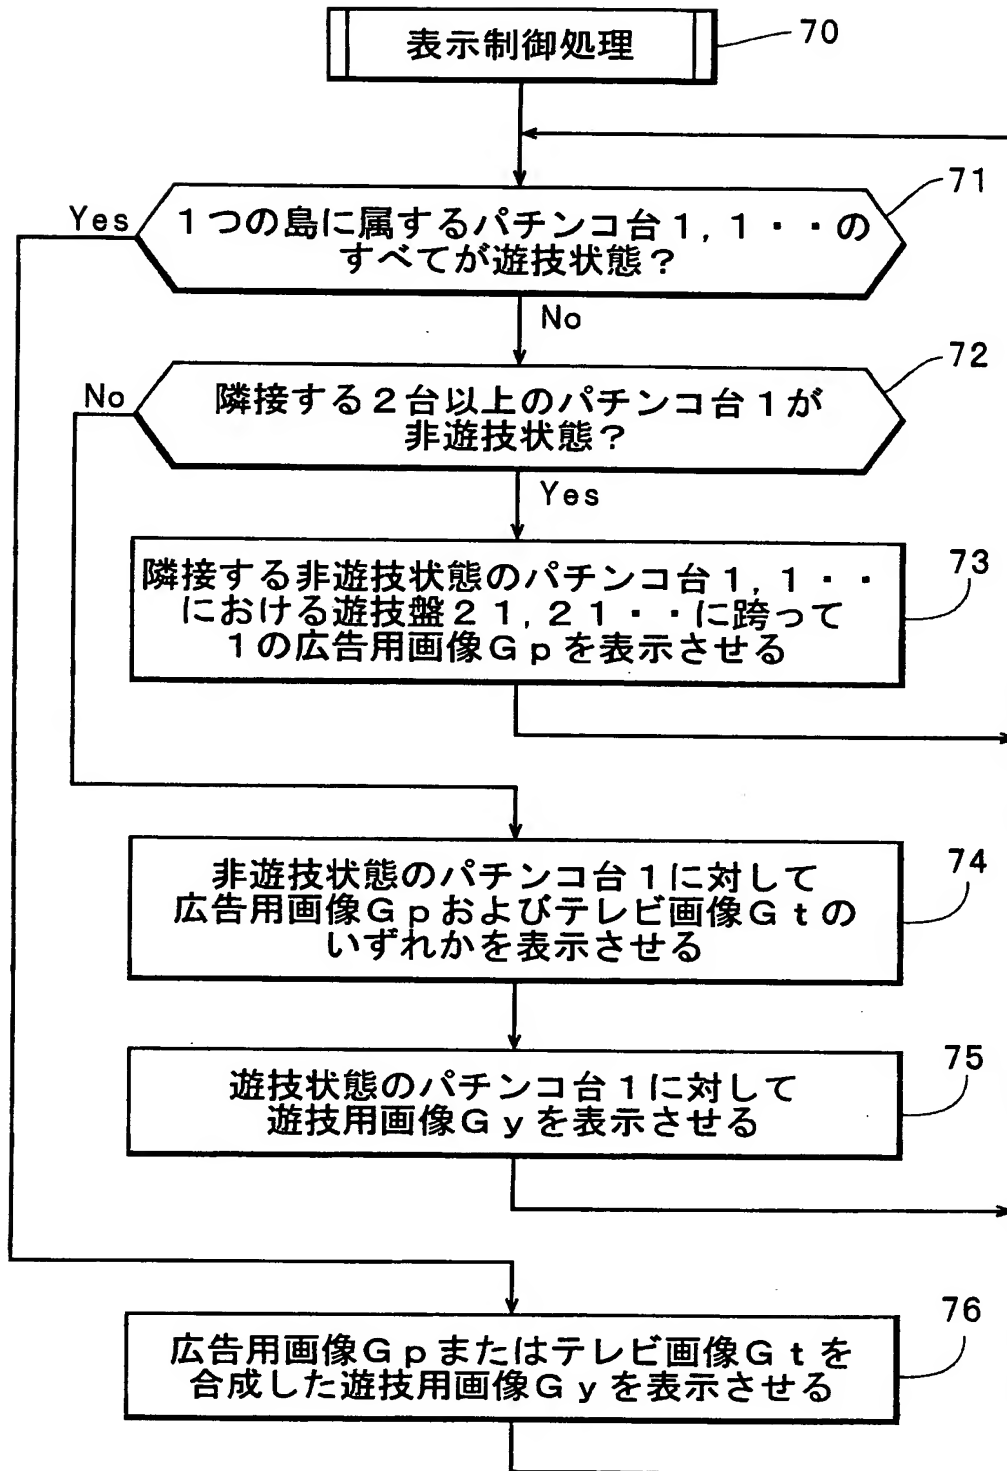 表示制御処理
70
71
Yes
1つの島に属するパチンコ台1,1・・の
すべてが遊技状態?
No
72
No
隣接する2台以上のパチンコ台1が
非遊技状態?
Yes
73
隣接する非遊技状態のパチンコ台1,1・・
における遊技盤21,21・・に跨って
1の広告用画像Gpを表示させる
74
非遊技状態のパチンコ台1に対して
広告用画像Gpおよびテレビ画像Gtの
いずれかを表示させる
75
遊技状態のパチンコ台1に対して
遊技用画像Gyを表示させる
76
広告用画像Gpまたはテレビ画像Gtを
合成した遊技用画像Gyを表示させる